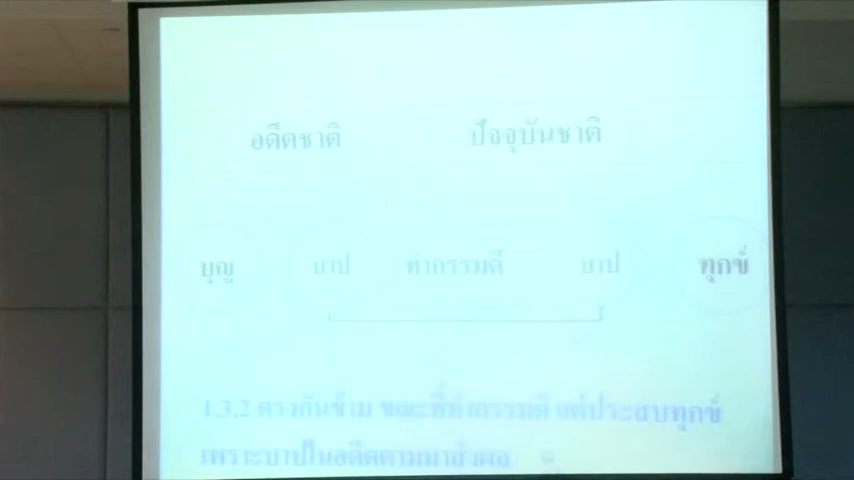 อดีตชาติ ปัจจุบันชาติ
บุญ บาป ทำกรรมดี บาป ทุกข์
1.3.2 ตรงกันข้าม ขณะที่ทำกรรมดี แต่ประสบทุกข์
เพราะบาปในอดีตตามมาส่งผล